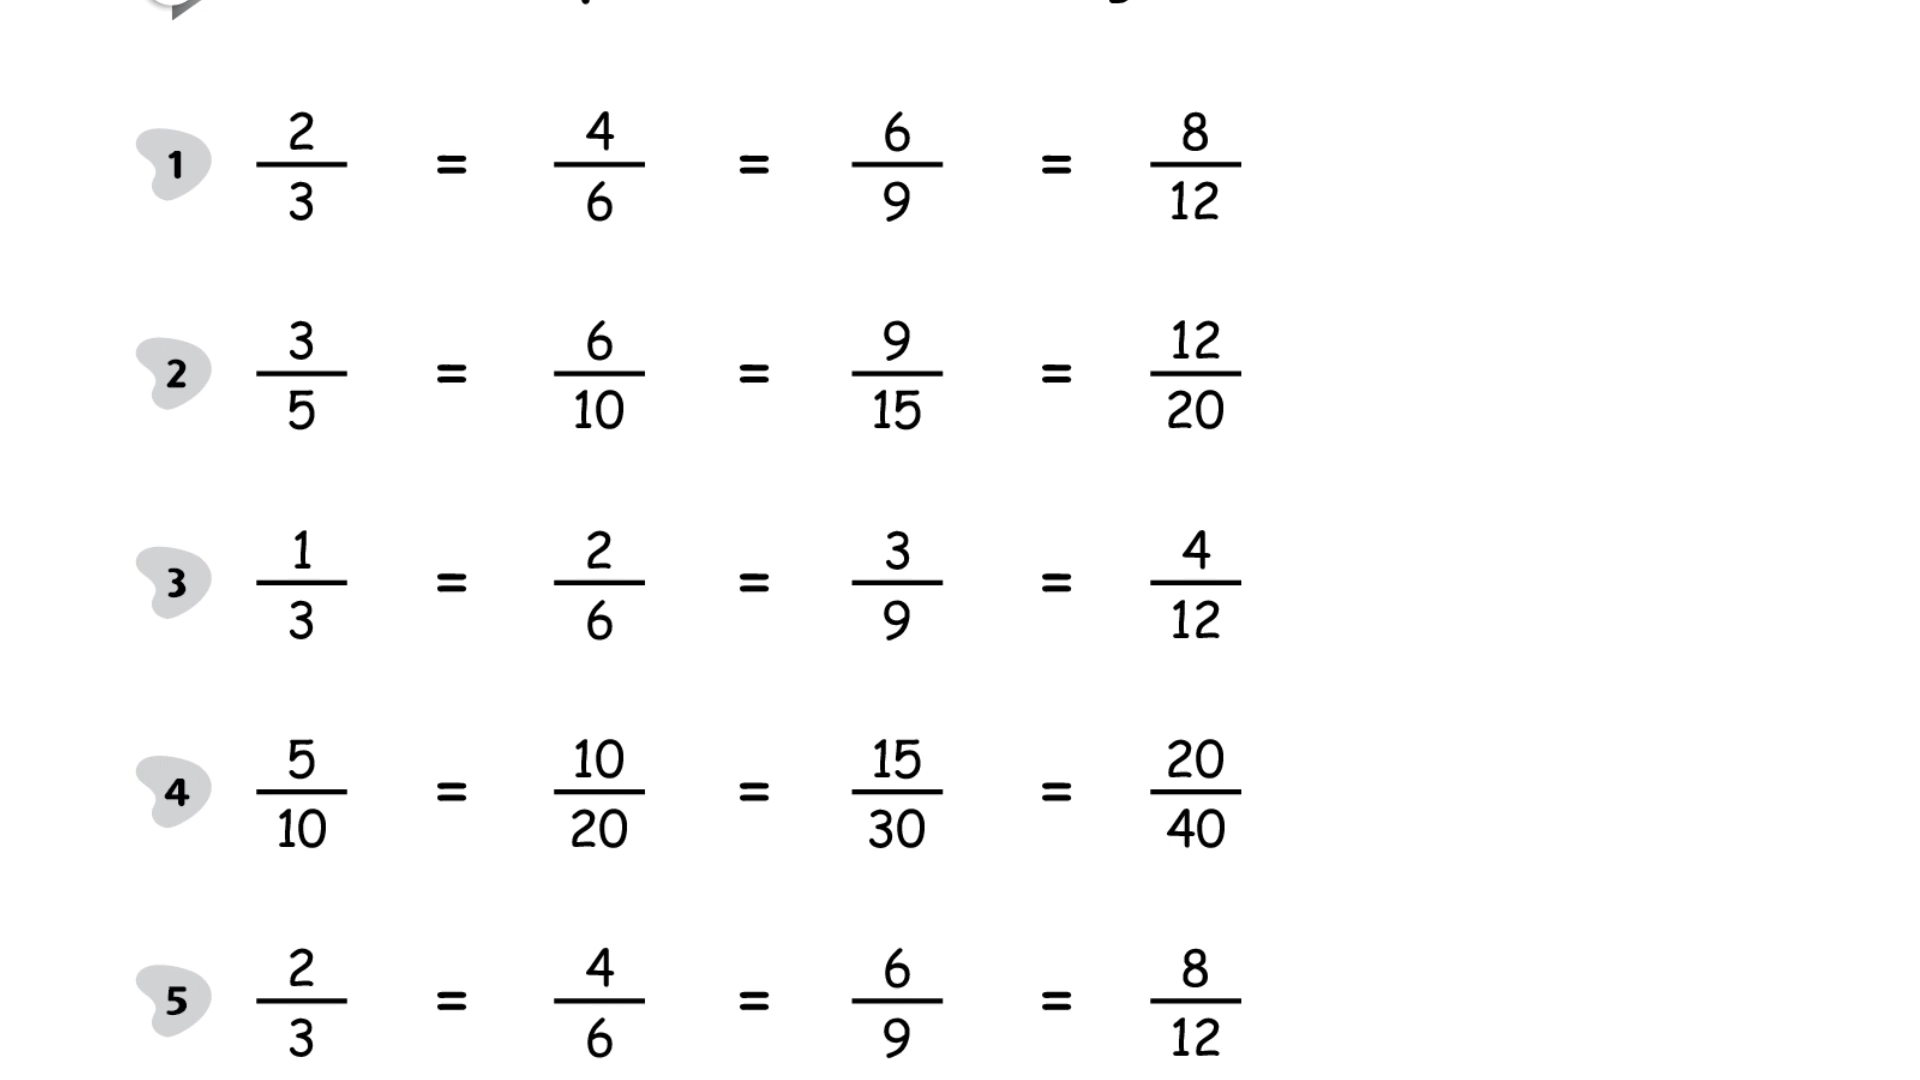 1 2/3 = 4/6 = 6/9 = 8/12
2 3/5 = 6/10 = 9/15 = 12/20
3 1/3 = 2/6 = 3/9 = 4/12
4 5/10 = 10/20 = 15/30 = 20/40
5 2/3 = 4/6 = 6/9 = 8/12